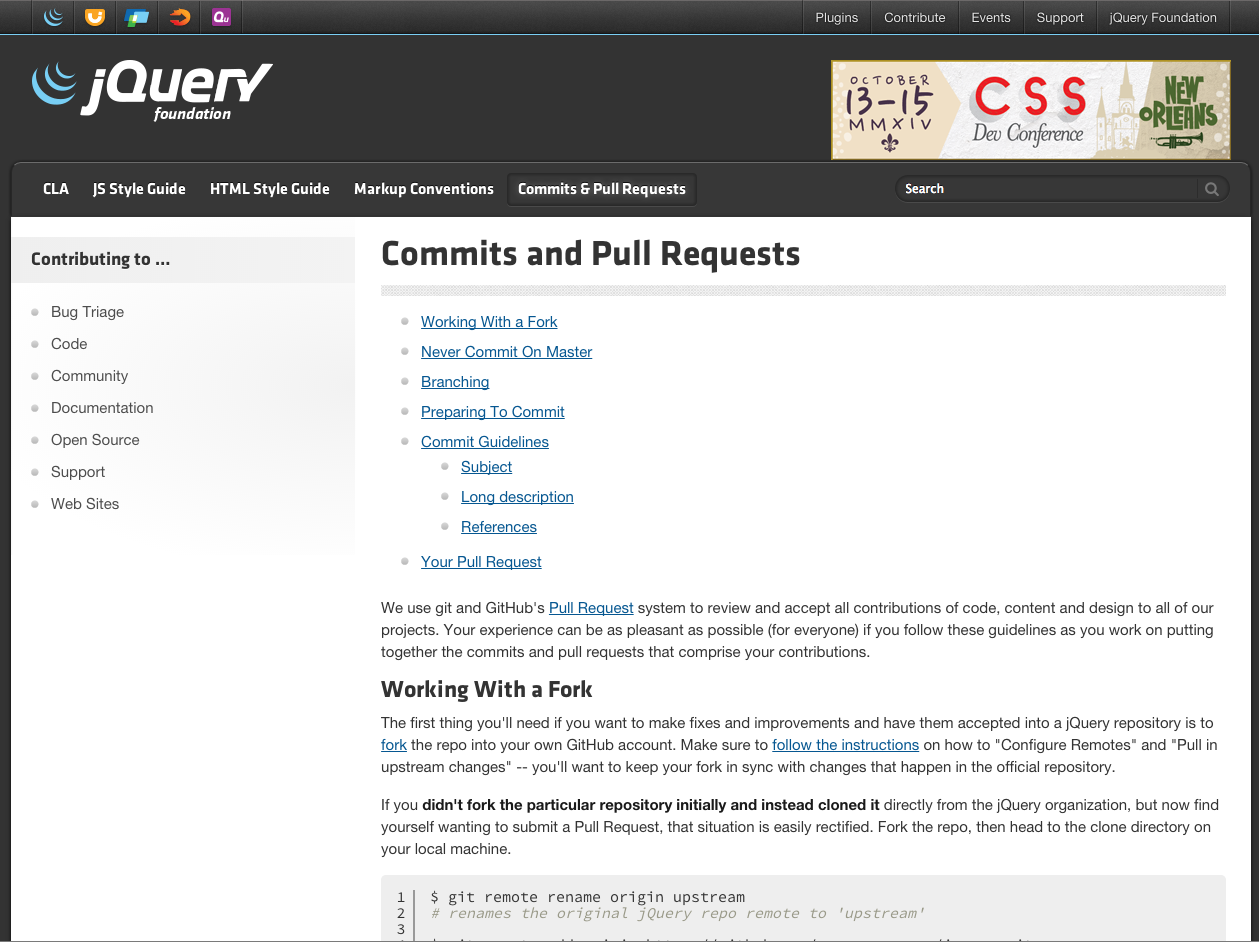 Qu
Plugins Contribute Events Support jQuery Foundation
jQuery
foundation
OCTOBER
13-15
MMXIV
CSS
Dev Conference
NEW
ORLEANS
CLA JS Style Guide HTML Style Guide Markup Conventions Commits & Pull Requests Search
Contributing to ...
Bug Triage
Code
Community
Documentation
Open Source
Support
Web Sites
Commits and Pull Requests
Working With a Fork
Never Commit On Master
Branching
Preparing To Commit
Commit Guidelines
Subject
Long description
References
Your Pull Request
We use git and GitHub's Pull Request system to review and accept all contributions of code, content and design to all of our
projects. Your experience can be as pleasant as possible (for everyone) if you follow these guidelines as you work on putting
together the commits and pull requests that comprise your contributions.
Working With a Fork
The first thing you'll need if you want to make fixes and improvements and have them accepted into a jQuery repository is to
fork the repo into your own GitHub account. Make sure to follow the instructions on how to "Configure Remotes" and "Pull in
upstream changes" -- you'll want to keep your fork in sync with changes that happen in the official repository.
If you didn't fork the particular repository initially and instead cloned it directly from the jQuery organization, but now find
yourself wanting to submit a Pull Request, that situation is easily rectified. Fork the repo, then head to the clone directory on
your local machine.
1 $ git remote rename origin upstream
2 # renames the original jQuery repo remote to 'upstream'
3